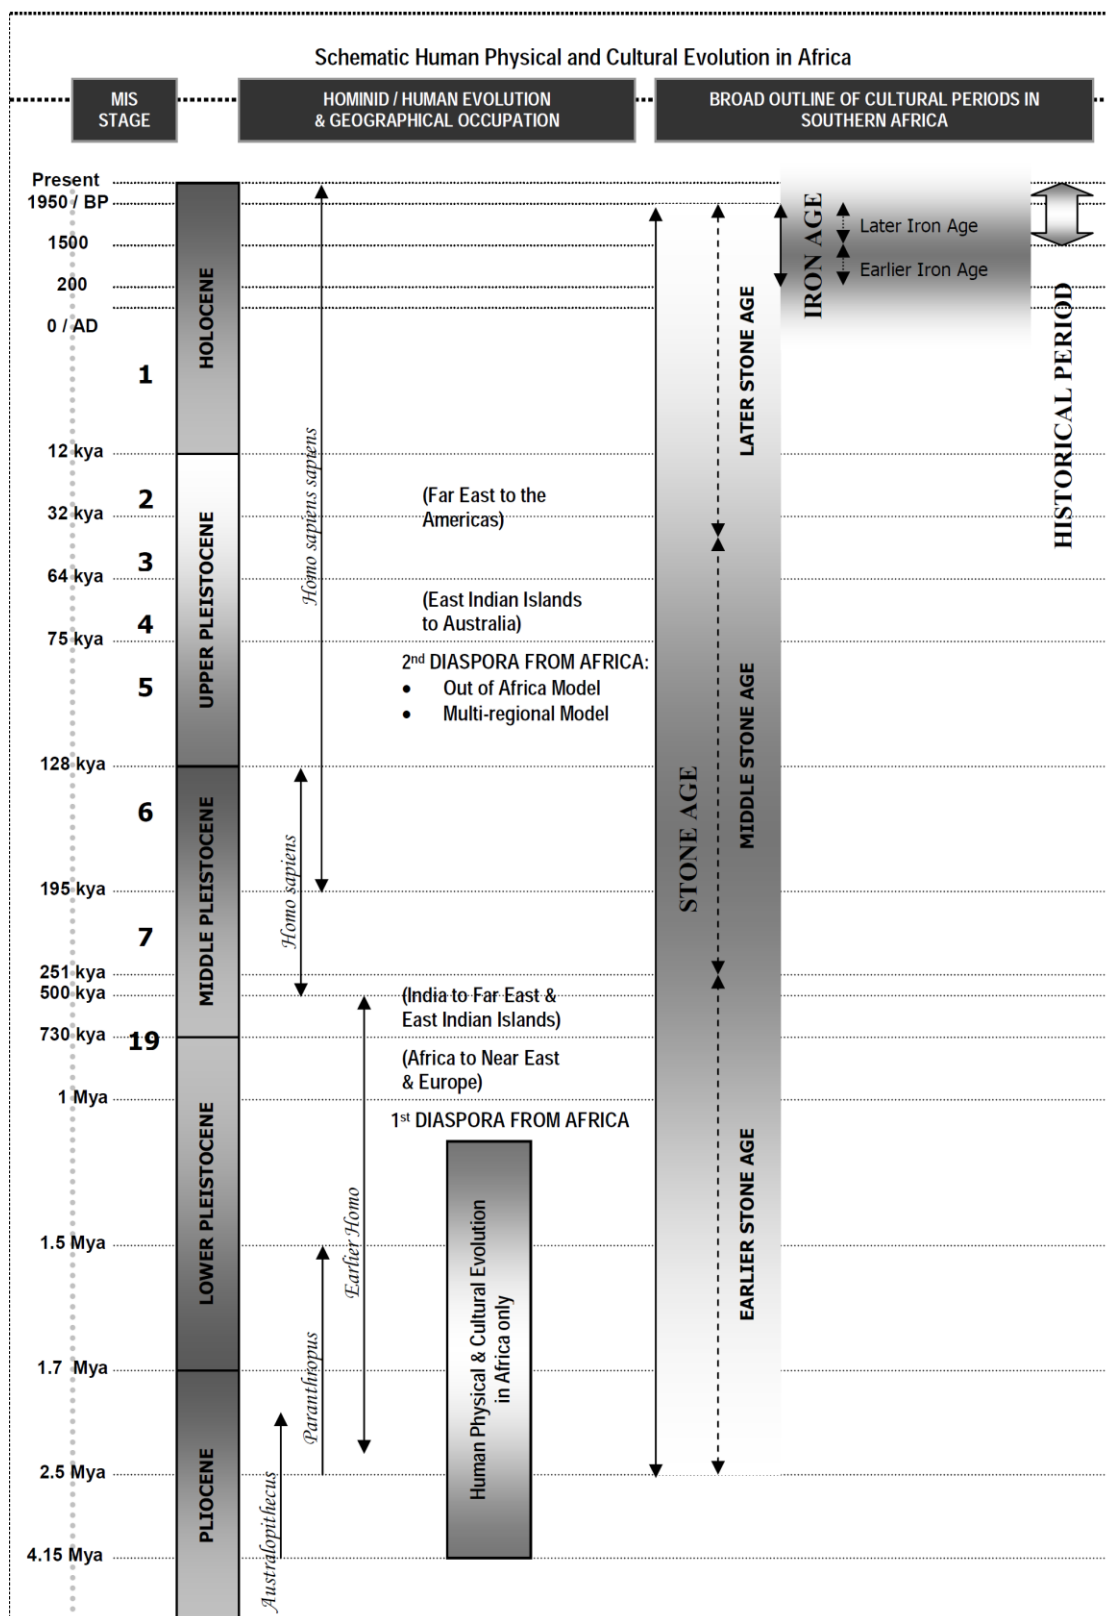 Schematic Human Physical and Cultural Evolution in Africa
MIS
STAGE
HOMINID / HUMAN EVOLUTION
& GEOGRAPHICAL OCCUPATION
BROAD OUTLINE OF CULTURAL PERIODS IN
SOUTHERN AFRICA
Present
1950 / BP
1500
200
0 / AD
1
12 kya
2
32 kya
3
64 kya
4
75 kya
5
128 kya
6
195 kya
7
251 kya
500 kya
730 kya
19
1 Mya
1.5 Mya
1.7 Mya
2.5 Mya
4.15 Mya
HOLOCENE
UPPER PLEISTOCENE
MIDDLE PLEISTOCENE
LOWER PLEISTOCENE
PLIOCENE
Homo sapiens sapiens
Homo sapiens
Earlier Homo
Paranthropus
Australopithecus
(Far East to the
Americas)
(East Indian Islands
to Australia)
2nd DIASPORA FROM AFRICA:
• Out of Africa Model
• Multi-regional Model
(India to Far East &
East Indian Islands)
(Africa to Near East
& Europe)
1st DIASPORA FROM AFRICA
Human Physical & Cultural Evolution
in Africa only
STONE AGE
LATER STONE AGE
MIDDLE STONE AGE
EARLIER STONE AGE
IRON AGE
Later Iron Age
Earlier Iron Age
HISTORICAL PERIOD